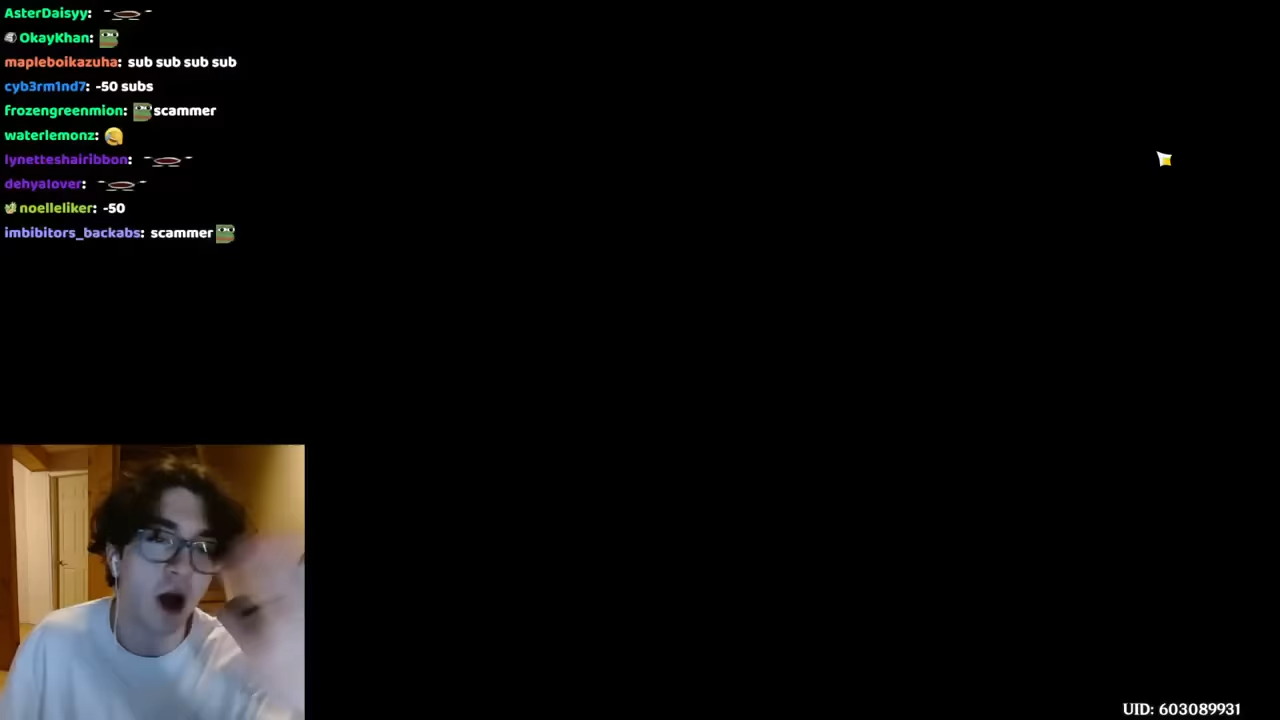 AsterDaisyy:
OkayKhan:
mapleboikazuha: sub sub sub sub
cyb3rm1nd7: -50 subs
frozengreenmion: scammer
waterlemonz:
lynetteshairibbon:
dehyalover:
noelleliker: -50
imbibitors_backabs: scammer
UID: 603089931